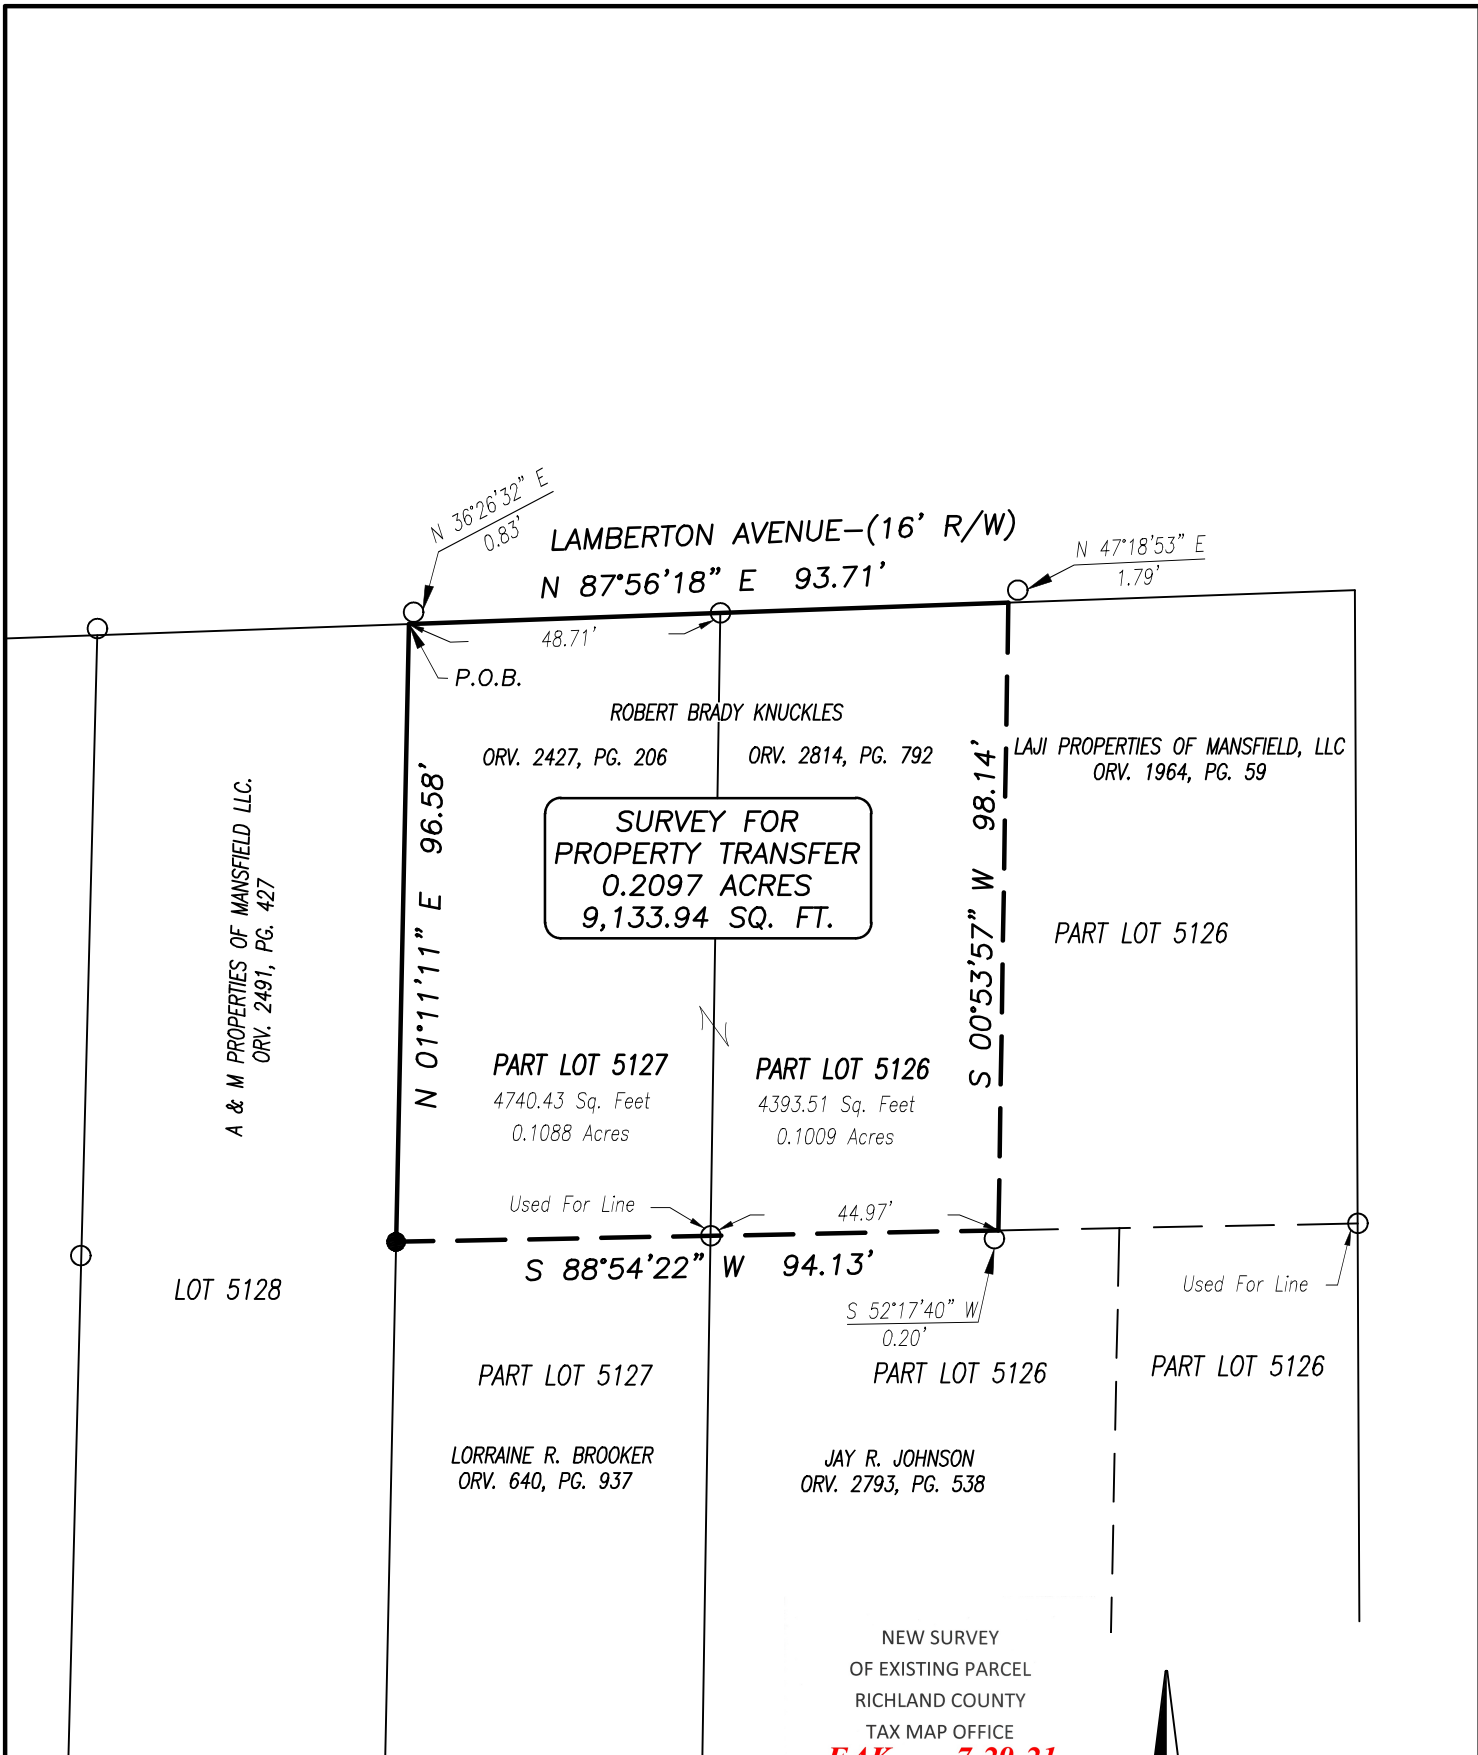 N 36°26'32" E
0.83'
LAMBERTON AVENUE-(16' R/W)
N 87°56'18" E 93.71'
N 47°18'53" E
1.79'
48.71'
P.O.B.
ROBERT BRADY KNUCKLES
ORV. 2427, PG. 206
ORV. 2814, PG. 792
LAJI PROPERTIES OF MANSFIELD, LLC
ORV. 1964, PG. 59
A & M PROPERTIES OF MANSFIELD LLC.
ORV. 2491, PG. 427
N 01°11'11" E 96.58'
SURVEY FOR
PROPERTY TRANSFER
0.2097 ACRES
9,133.94 SQ. FT.
S 00°53'57" W 98.14'
PART LOT 5126
PART LOT 5127
4740.43 Sq. Feet
0.1088 Acres
PART LOT 5126
4393.51 Sq. Feet
0.1009 Acres
Used For Line
44.97'
S 88°54'22" W 94.13'
LOT 5128
S 52°17'40" W
0.20'
Used For Line
PART LOT 5127
PART LOT 5126
PART LOT 5126
LORRAINE R. BROOKER
ORV. 640, PG. 937
JAY R. JOHNSON
ORV. 2793, PG. 538
NEW SURVEY
OF EXISTING PARCEL
RICHLAND COUNTY
TAX MAP OFFICE